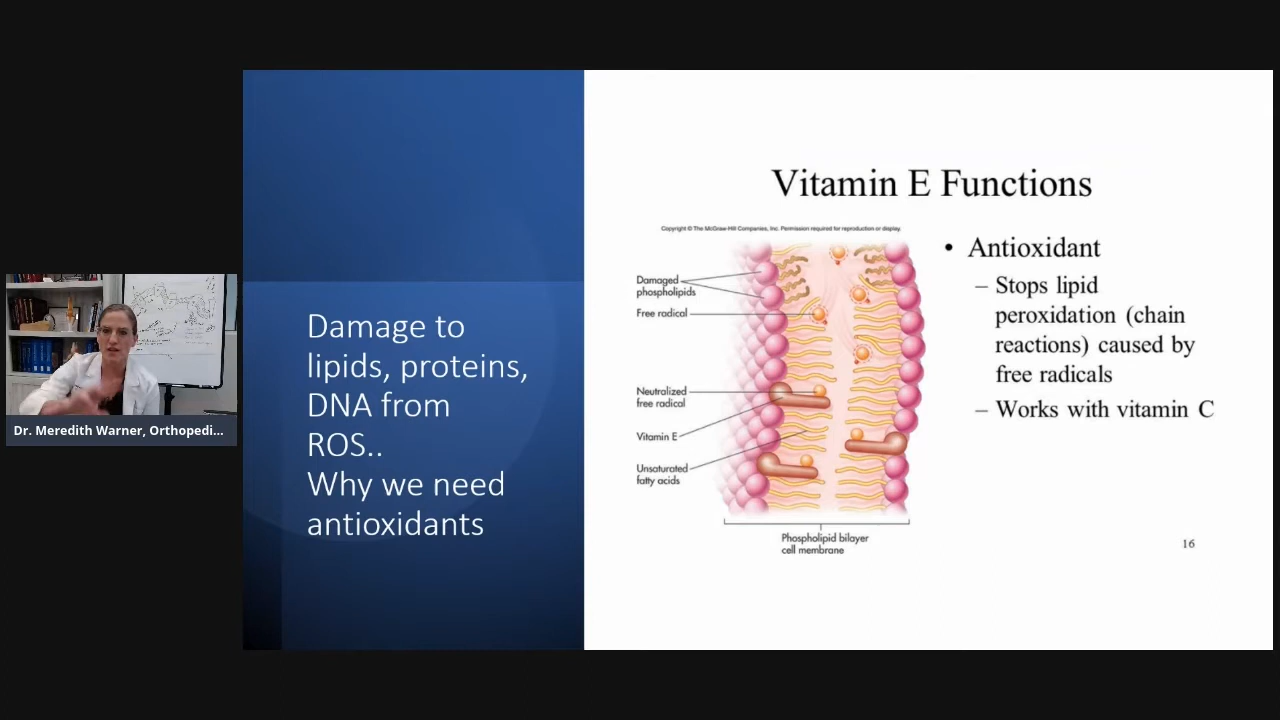 Dr. Meredith Warner, Orthopedi...
Damage to
lipids, proteins,
DNA from
ROS..
Why we need
antioxidants
Vitamin E Functions
Copyright © The McGraw-Hill Companies, Inc. Permission required for reproduction or display.
Damaged
phospholipids
Free radical
Neutralized
free radical
Vitamin E
Unsaturated
fatty acids
Phospholipid bilayer
cell membrane
• Antioxidant
– Stops lipid
peroxidation (chain
reactions) caused by
free radicals
– Works with vitamin C
16